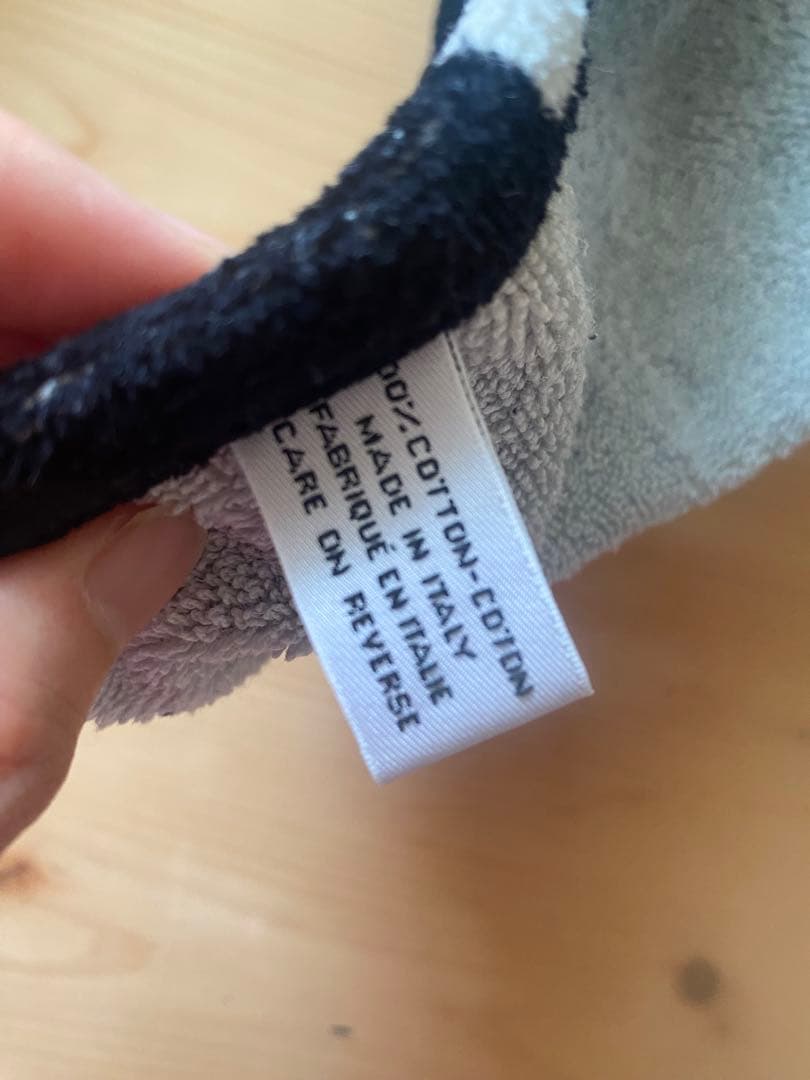 00%COTTON-COTON
MADE IN ITALY
FABRIQUÉ EN ITALIE
CARE ON REVERSE